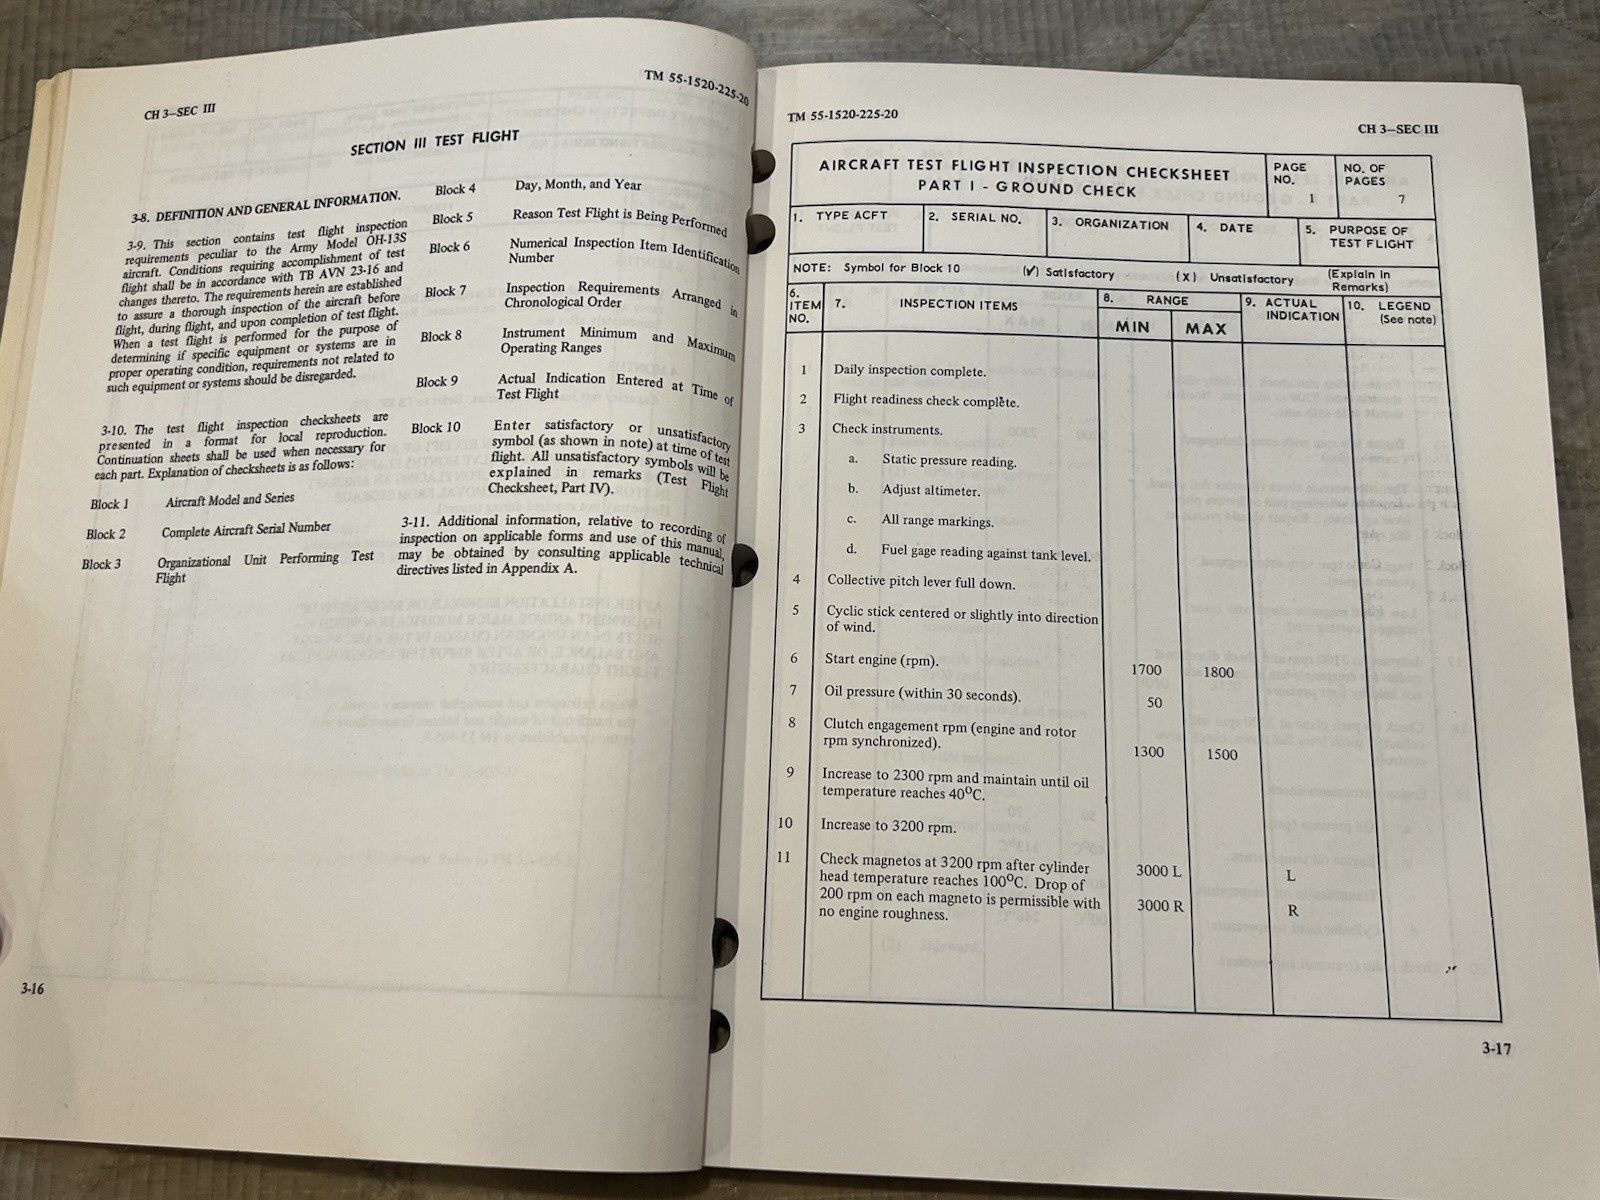 CH 3—SEC III
TM 55-1520-225-20
SECTION III TEST FLIGHT
3-8. DEFINITION AND GENERAL INFORMATION.
3-9. This section contains test flight inspection
requirements peculiar to the Army Model OH-13S
aircraft. Conditions requiring accomplishment of test
flight shall be in accordance with TB AVN 23-16 and
changes thereto. The requirements herein are established
to assure a thorough inspection of the aircraft before
flight, during flight, and upon completion of test flight.
When a test flight is performed for the purpose of
determining if specific equipment or systems are in
proper operating condition, requirements not related to
such equipment or systems should be disregarded.
3-10. The test flight inspection checksheets are
presented in a format for local reproduction.
Continuation sheets shall be used when necessary for
each part. Explanation of checksheets is as follows:
Block 1 Aircraft Model and Series
Block 2 Complete Aircraft Serial Number
Block 3 Organizational Unit Performing Test
Flight
Block 4 Day, Month, and Year
Block 5 Reason Test Flight is Being Performed
Block 6 Numerical Inspection Item Identification
Number
Block 7 Inspection Requirements Arranged in
Chronological Order
Block 8 Instrument Minimum and Maximum
Operating Ranges
Block 9 Actual Indication Entered at Time of
Test Flight
Block 10 Enter satisfactory or unsatisfactory
symbol (as shown in note) at time of test
flight. All unsatisfactory symbols will be
explained in remarks (Test Flight
Checksheet, Part IV).
3-11. Additional information, relative to recording of
inspection on applicable forms and use of this manual,
may be obtained by consulting applicable technical
directives listed in Appendix A.
3-16
TM 55-1520-225-20
CH 3—SEC III
AIRCRAFT TEST FLIGHT INSPECTION CHECKSHEET
PART I - GROUND CHECK
PAGE
NO.
1
NO. OF
PAGES
7
1. TYPE ACFT
2. SERIAL NO.
3. ORGANIZATION
4. DATE
5. PURPOSE OF
TEST FLIGHT
NOTE: Symbol for Block 10 (✓) Satisfactory (X) Unsatisfactory (Explain in
Remarks)
6.
ITEM
NO.
7. INSPECTION ITEMS
8. RANGE
MIN MAX
9. ACTUAL
INDICATION
10. LEGEND
(See note)
1 Daily inspection complete.
2 Flight readiness check complete.
3 Check instruments.
a. Static pressure reading.
b. Adjust altimeter.
c. All range markings.
d. Fuel gage reading against tank level.
4 Collective pitch lever full down.
5 Cyclic stick centered or slightly into direction
of wind.
6 Start engine (rpm). 1700 1800
7 Oil pressure (within 30 seconds). 50
8 Clutch engagement rpm (engine and rotor
rpm synchronized). 1300 1500
9 Increase to 2300 rpm and maintain until oil
temperature reaches 40°C.
10 Increase to 3200 rpm.
11 Check magnetos at 3200 rpm after cylinder 3000 L L
head temperature reaches 100°C. Drop of
200 rpm on each magneto is permissible with 3000 R R
no engine roughness.
3-17